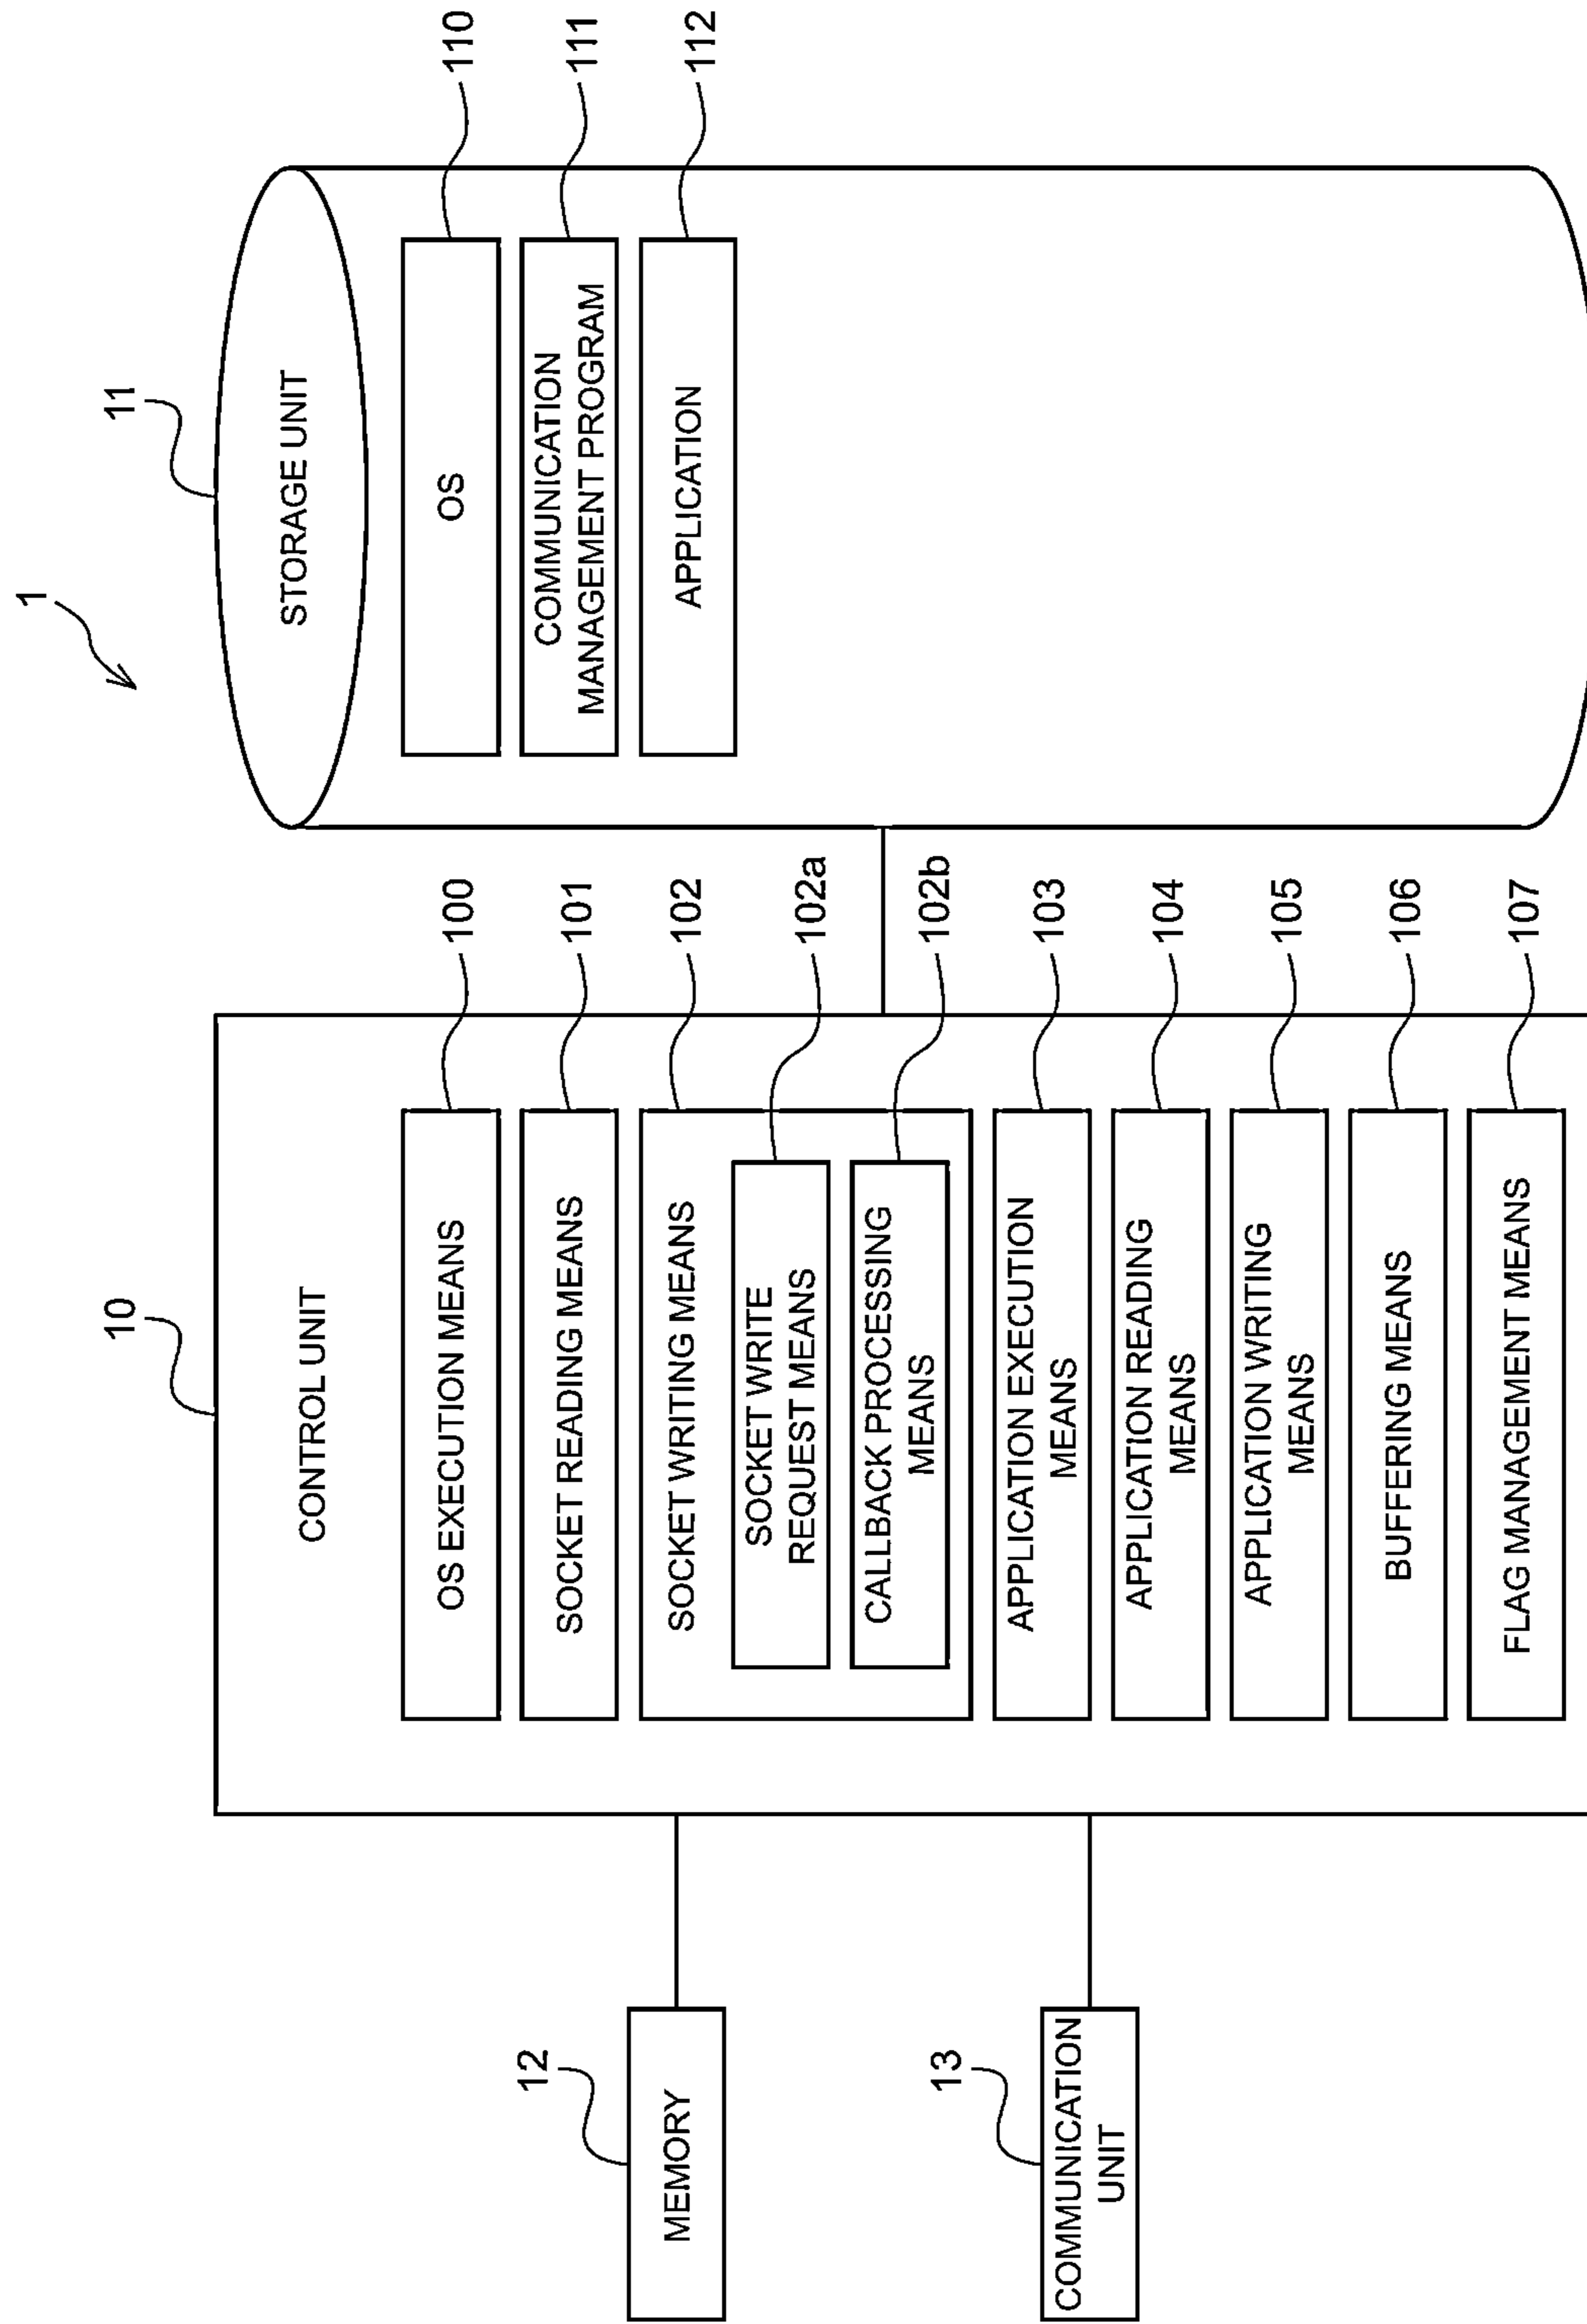 1
10
11
CONTROL UNIT
STORAGE UNIT
OS EXECUTION MEANS
100
SOCKET READING MEANS
101
SOCKET WRITING MEANS
102
SOCKET WRITE
REQUEST MEANS
102a
CALLBACK PROCESSING
MEANS
102b
APPLICATION EXECUTION
MEANS
103
APPLICATION READING
MEANS
104
APPLICATION WRITING
MEANS
105
BUFFERING MEANS
106
FLAG MANAGEMENT MEANS
107
OS
110
COMMUNICATION
MANAGEMENT PROGRAM
111
APPLICATION
112
12
MEMORY
13
COMMUNICATION
UNIT